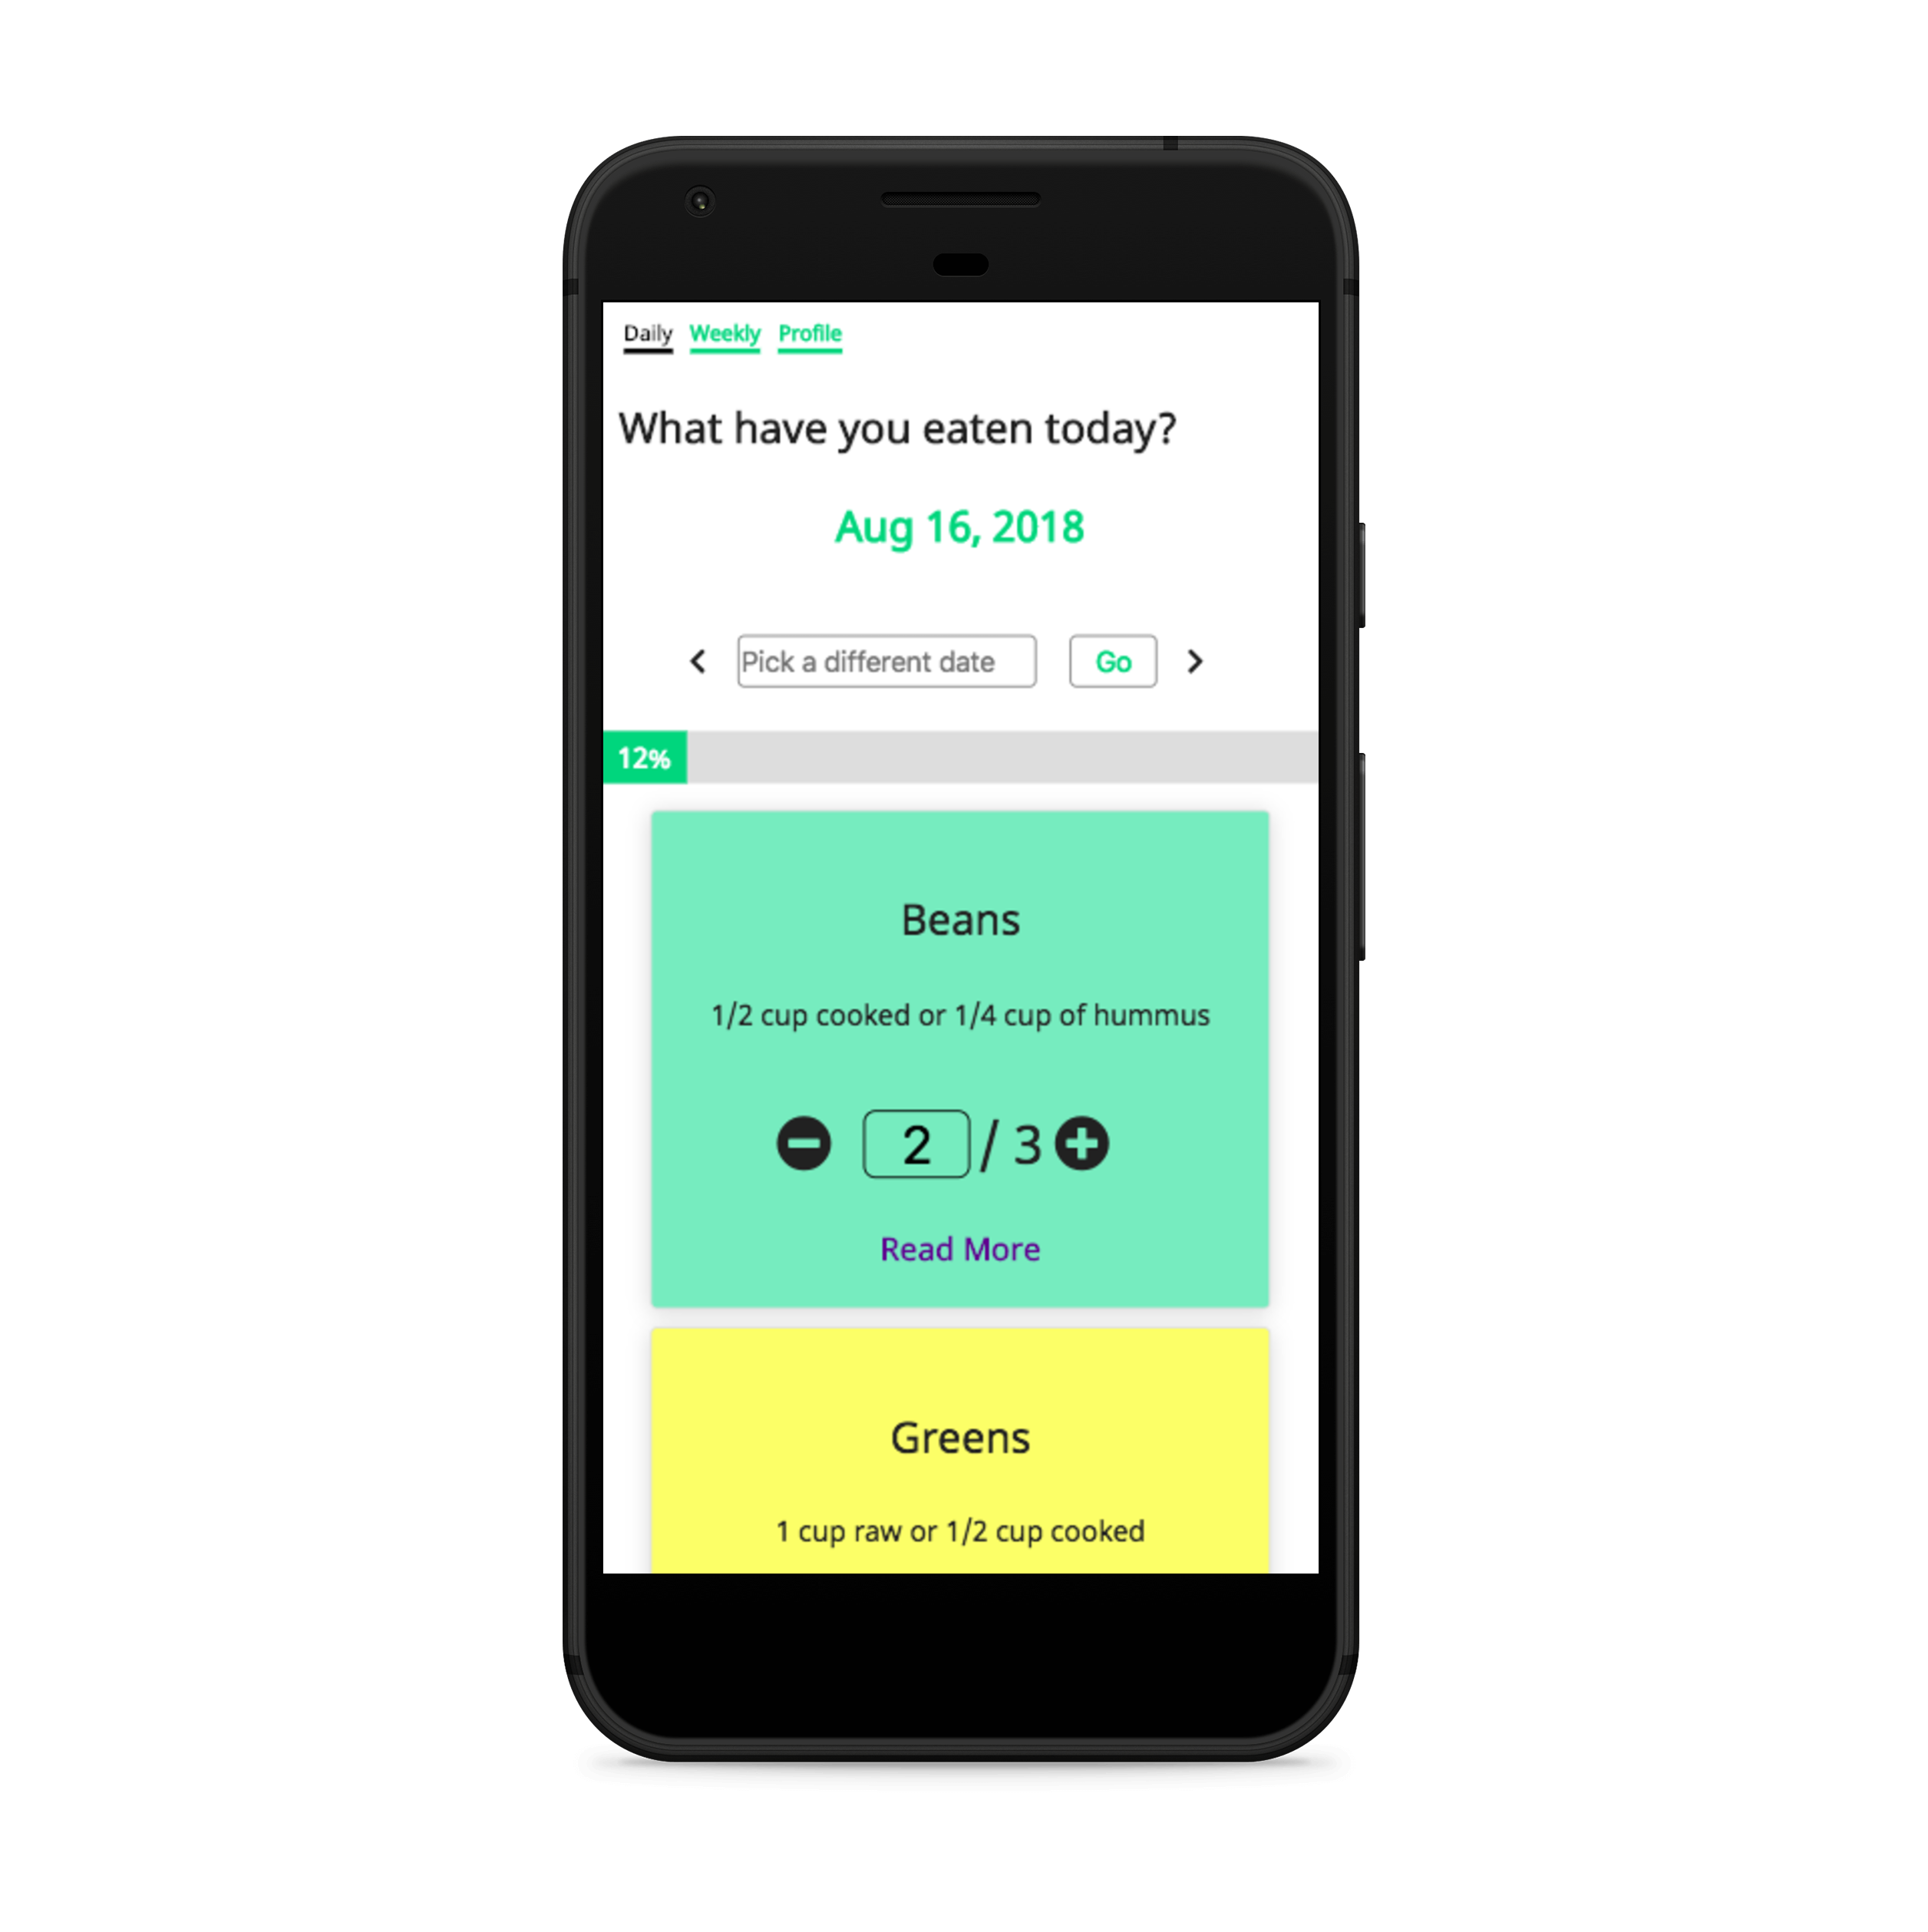 Daily Weekly Profile
What have you eaten today?
Aug 16, 2018
Pick a different date Go
12%
Beans
1/2 cup cooked or 1/4 cup of hummus
2 / 3
Read More
Greens
1 cup raw or 1/2 cup cooked